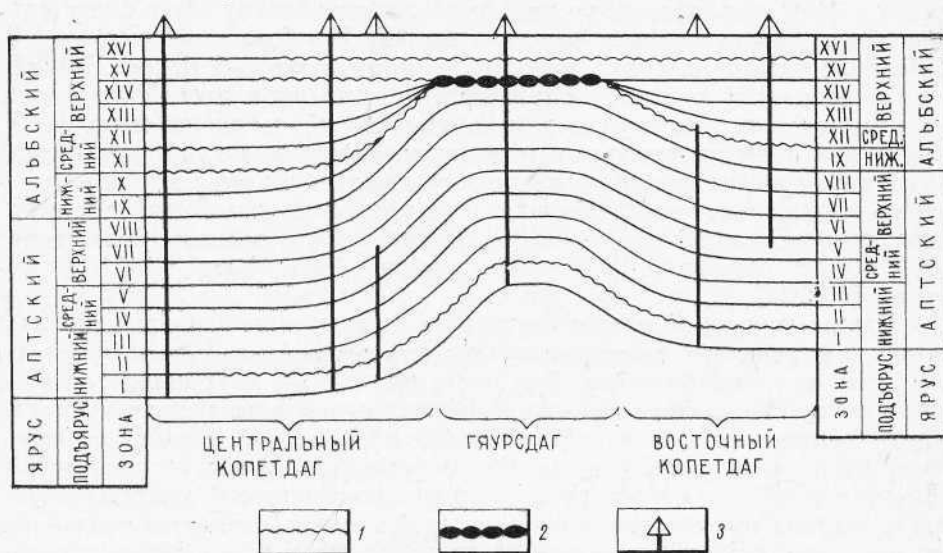 АЛЬБСКИЙ
АПТСКИЙ
ЯРУС
ВЕРХНИЙ
СРЕД-
НИЙ
НИЖ-
НИЙ
ВЕРХНИЙ
СРЕД-
НИЙ
НИЖНИЙ
ПОДЪЯРУС
XVI
XV
XIV
XIII
XII
XI
X
IX
VIII
VII
VI
V
IV
III
II
I
ЗОНА
ЦЕНТРАЛЬНЫЙ
КОПЕТДАГ
ГЯУРСДАГ
ВОСТОЧНЫЙ
КОПЕТДАГ
XVI
XV
XIV
XIII
XII
IX
VIII
VII
VI
V
IV
III
II
I
ЗОНА
ВЕРХНИЙ
СРЕД.
НИЖ.
ВЕРХНИЙ
СРЕД-
НИЙ
НИЖНИЙ
ПОДЪЯРУС
АЛЬБСКИЙ
АПТСКИЙ
ЯРУС
1
2
3